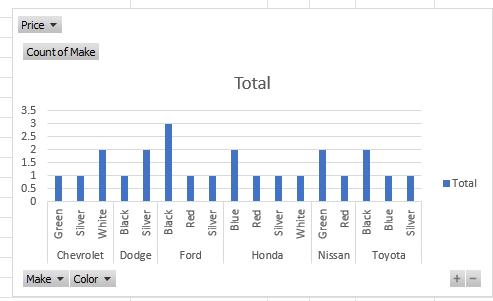 Price
Count of Make
Total
3.5
3
2.5
2
1.5
1
0.5
0
Green Silver White Black Silver Black Red Silver Blue Red Silver White Green Red Black Blue Silver
Chevrolet Dodge Ford Honda Nissan Toyota
Total
Make Color
+ −